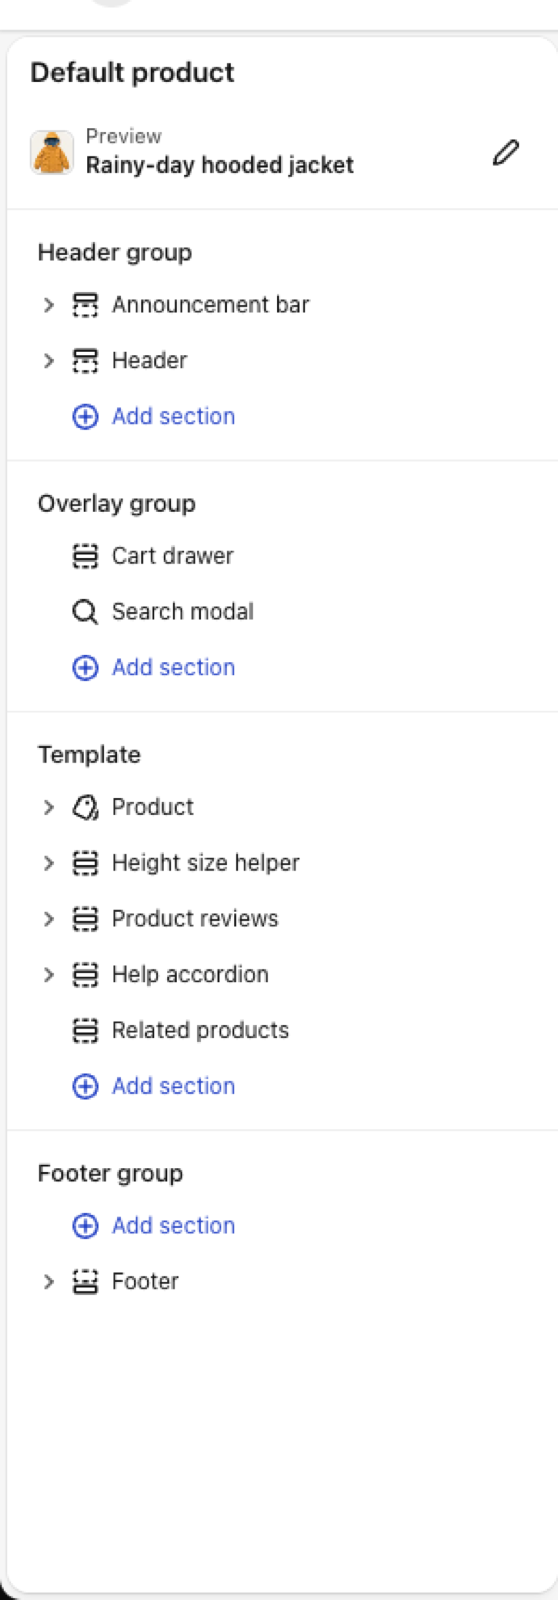 Default product
Preview
Rainy-day hooded jacket
Header group
Announcement bar
Header
Add section
Overlay group
Cart drawer
Search modal
Add section
Template
Product
Height size helper
Product reviews
Help accordion
Related products
Add section
Footer group
Add section
Footer